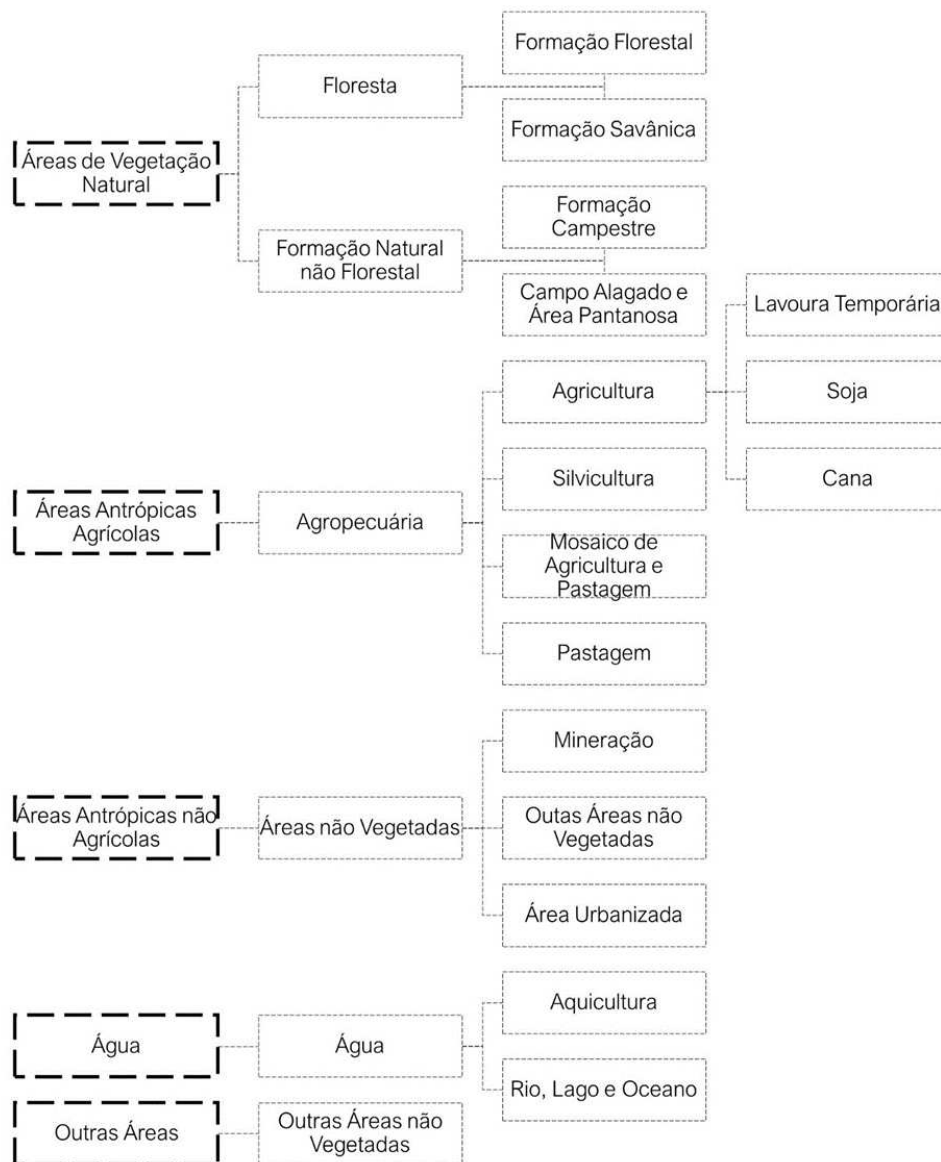 Formação Florestal
Floresta
Formação Savânica
Áreas de Vegetação
Natural
Formação
Campestre
Formação Natural
não Florestal
Campo Alagado e
Área Pantanosa
Lavoura Temporária
Agricultura
Soja
Silvicultura
Cana
Áreas Antrópicas
Agrícolas
Agropecuária
Mosaico de
Agricultura e
Pastagem
Pastagem
Mineração
Áreas Antrópicas não
Agrícolas
Áreas não Vegetadas
Outas Áreas não
Vegetadas
Área Urbanizada
Aquicultura
Água
Água
Rio, Lago e Oceano
Outras Áreas
Outras Áreas não
Vegetadas